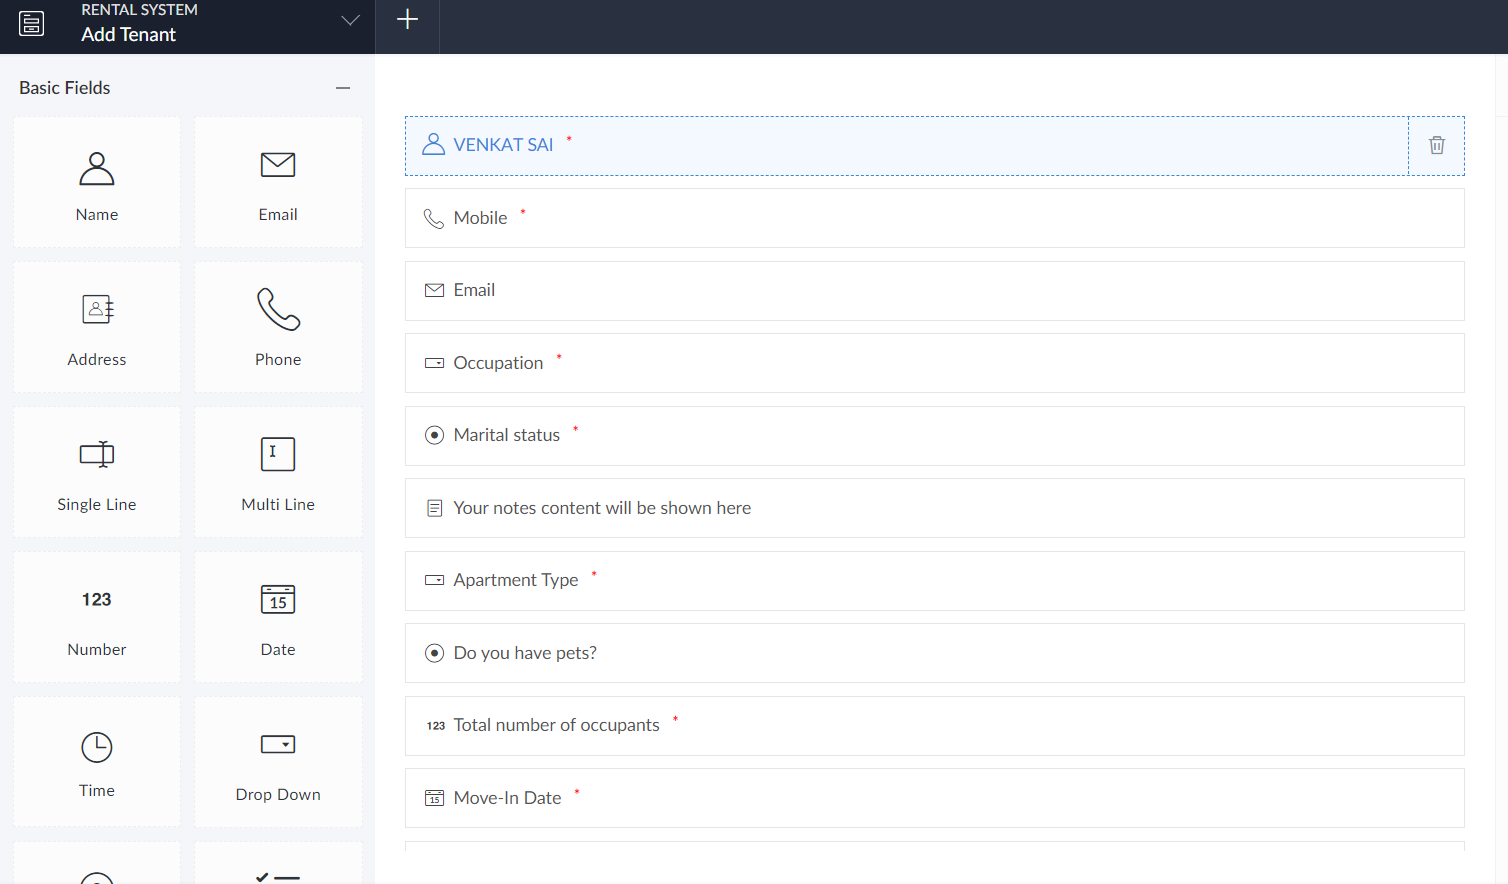 RENTAL SYSTEM
Add Tenant
Basic Fields
Name
Email
Address
Phone
Single Line
Multi Line
123
15
Number
Date
Time
Drop Down
VENKAT SAI *
Mobile *
Email
Occupation *
Marital status *
Your notes content will be shown here
Apartment Type *
Do you have pets?
123 Total number of occupants *
15 Move-In Date *